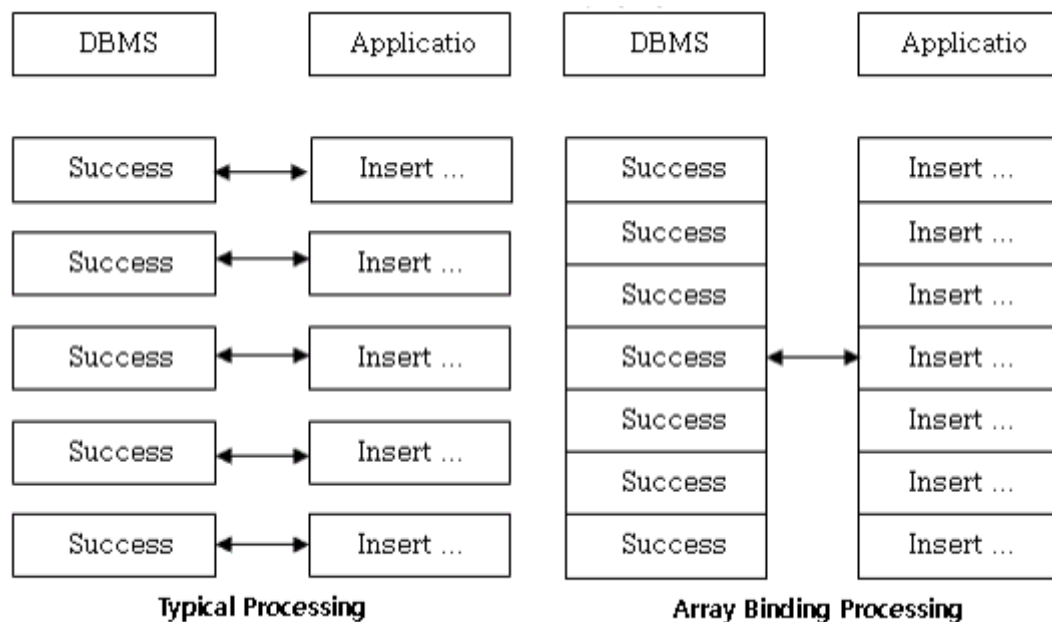 DBMS Applicatio DBMS Applicatio
Success Insert ... Success Insert ...
Success Insert ... Success Insert ...
Success Insert ...
Success Insert ... Success Insert ...
Success Insert ... Success Insert ...
Success Insert ...
Success Insert ... Success Insert ...
Typical Processing Array Binding Processing